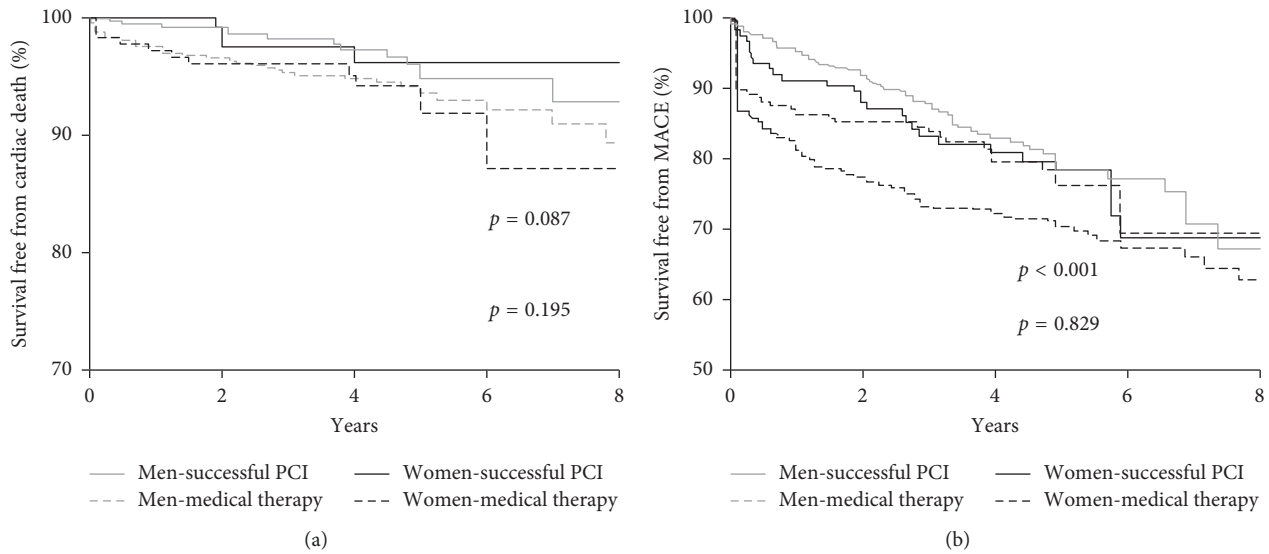 Survival free from cardiac death (%)
100
90
80
70
p = 0.087
p = 0.195
0
2
4
6
8
Years
Men-successful PCI
Women-successful PCI
Men-medical therapy
Women-medical therapy
(a)
Survival free from MACE (%)
100
90
80
70
60
50
p < 0.001
p = 0.829
0
2
4
6
8
Years
Men-successful PCI
Women-successful PCI
Men-medical therapy
Women-medical therapy
(b)